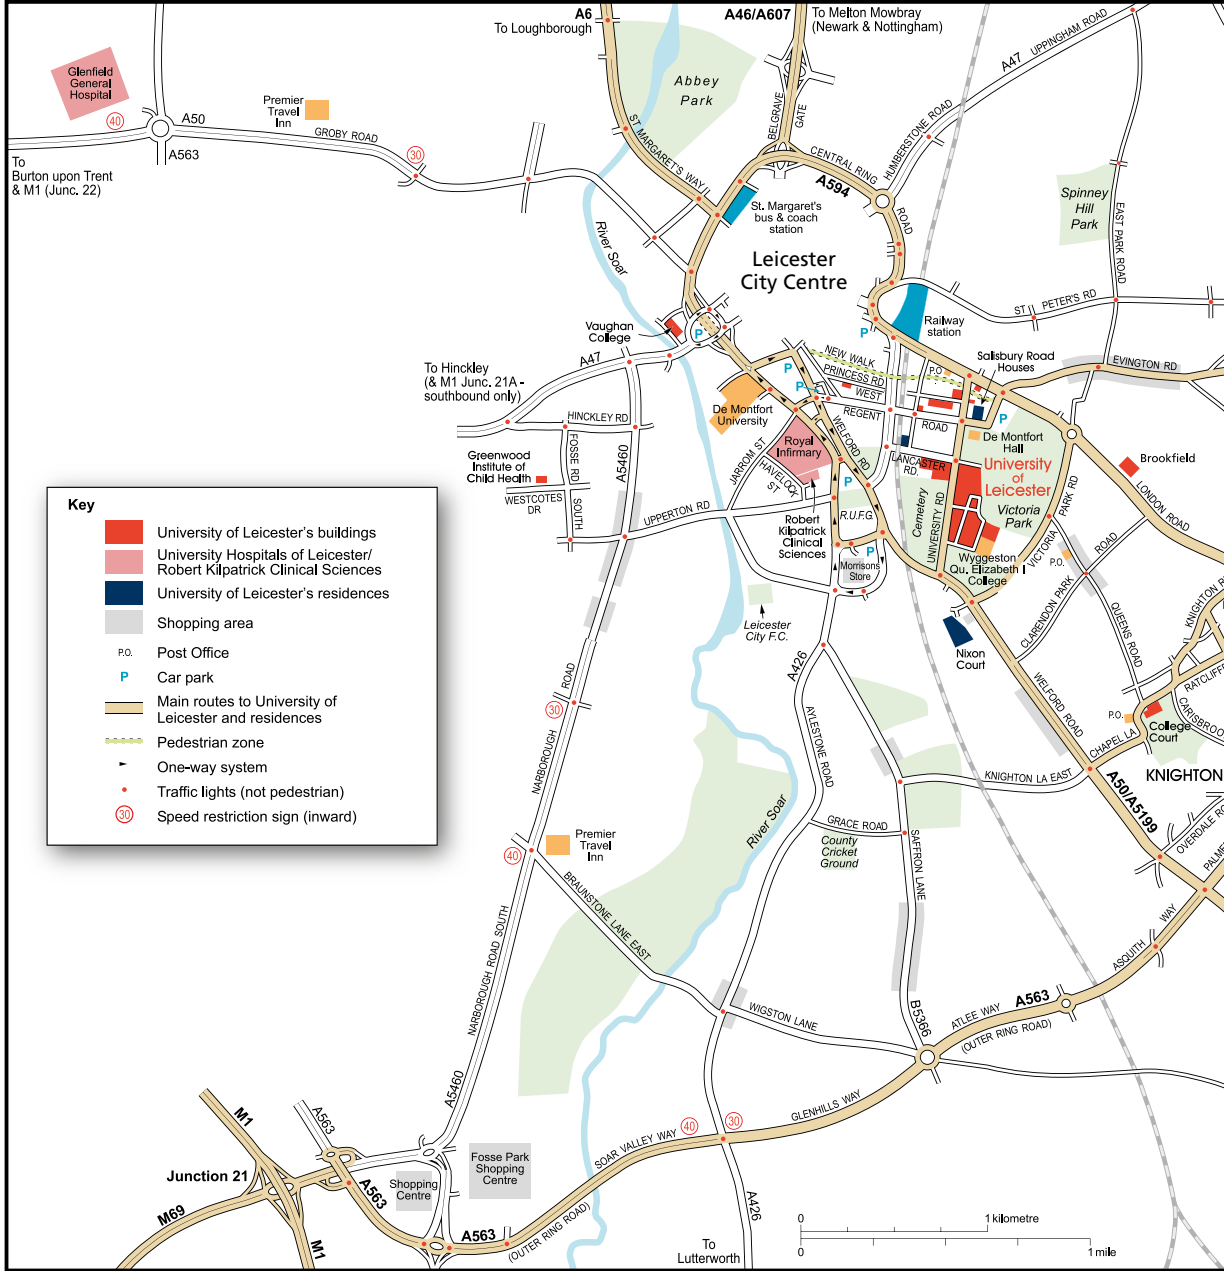 A6
To Loughborough
A46/A607
To Melton Mowbray
(Newark & Nottingham)
A47
UPPINGHAM ROAD
Glenfield
General
Hospital
40
A50
A563
Premier
Travel
Inn
GROBY ROAD
30
To
Burton upon Trent
& M1 (Junc. 22)
Abbey
Park
ST MARGARET'S WAY
BELGRAVE
GATE
CENTRAL RING
ROAD
A594
HUMBERSTONE ROAD
St. Margaret's
bus & coach
station
Spinney
Hill
Park
EAST PARK ROAD
River Soar
Leicester
City Centre
ST
PETER'S RD
Railway
station
Vaughan
College
P
P
A47
To Hinckley
(& M1 Junc. 21A -
southbound only)
NEW WALK
P.O.
Salisbury Road
Houses
EVINGTON RD
PRINCESS RD
WEST
P
P
REGENT
ROAD
P
De Montfort
University
HINCKLEY RD
FOSSE RD
SOUTH
A5460
WELFORD RD
De Montfort
Hall
Royal
Infirmary
JARROM ST
HAVELOCK
ST
LANCASTER
RD.
University
of
Leicester
Brookfield
Greenwood
Institute of
Child Health
WESTCOTES
DR
P
Cemetery
UNIVERSITY RD
Victoria
Park
VICTORIA
PARK RD
LONDON ROAD
UPPERTON RD
R.U.F.G.
Robert
Kilpatrick
Clinical
Sciences
P
Morrisons
Store
Wyggeston
Qu. Elizabeth I
College
P.O.
CLARENDON PARK
ROAD
QUEENS ROAD
Leicester
City F.C.
Nixon
Court
Key
University of Leicester's buildings
University Hospitals of Leicester/
Robert Kilpatrick Clinical Sciences
University of Leicester's residences
Shopping area
P.O.
Post Office
P
Car park
Main routes to University of
Leicester and residences
Pedestrian zone
One-way system
Traffic lights (not pedestrian)
30
Speed restriction sign (inward)
A426
AYLESTONE ROAD
WELFORD ROAD
P.O.
College
Court
CHAPEL LA
KNIGHTON
KNIGHTON LA EAST
A50/A5199
30
NARBOROUGH
ROAD
River Soar
GRACE ROAD
County
Cricket
Ground
SAFFRON LANE
40
Premier
Travel
Inn
BRAUNSTONE LANE EAST
NARBOROUGH ROAD SOUTH
WIGSTON LANE
B5366
ATLEE WAY
A563
(OUTER RING ROAD)
ASQUITH
WAY
A5460
M1
A563
Junction 21
M69
M1
A563
Shopping
Centre
Fosse Park
Shopping
Centre
A563
(OUTER RING ROAD)
SOAR VALLEY WAY
40
30
GLENHILLS WAY
A426
To
Lutterworth
0
1 kilometre
0
1 mile